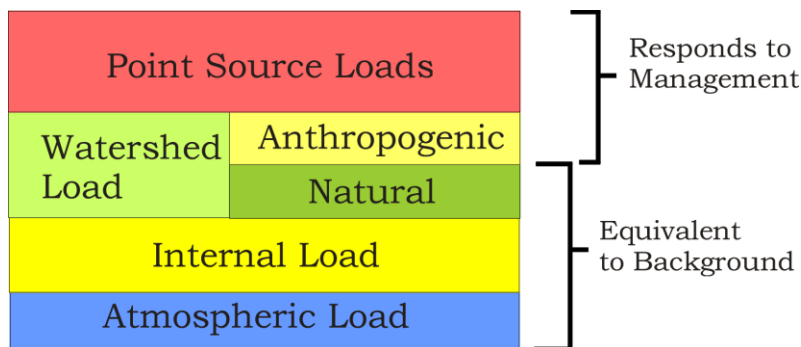 Point Source Loads
Responds to
Management
Watershed
Load
Anthropogenic
Natural
Internal Load
Equivalent
to Background
Atmospheric Load